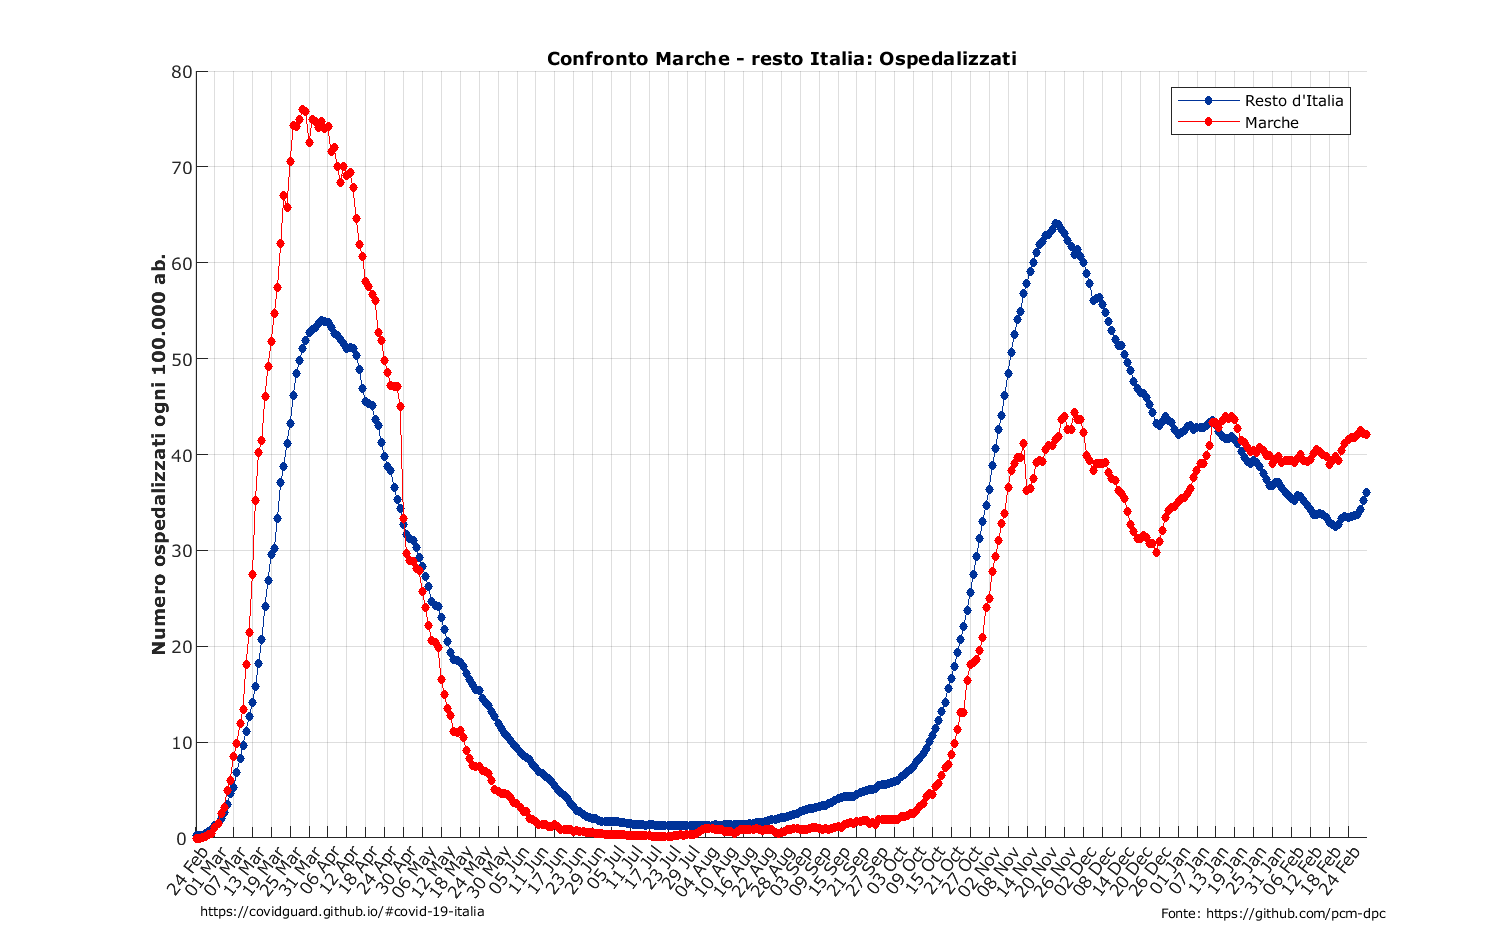 Confronto Marche - resto Italia: Ospedalizzati
Resto d'Italia
Marche
Numero ospedalizzati ogni 100.000 ab.
80
70
60
50
40
30
20
10
0
24 Feb
01 Mar
07 Mar
13 Mar
19 Mar
25 Mar
31 Mar
06 Apr
12 Apr
18 Apr
24 Apr
30 Apr
06 May
12 May
18 May
24 May
30 May
05 Jun
11 Jun
17 Jun
23 Jun
29 Jun
05 Jul
11 Jul
17 Jul
23 Jul
29 Jul
04 Aug
10 Aug
16 Aug
22 Aug
28 Aug
03 Sep
09 Sep
15 Sep
21 Sep
27 Sep
03 Oct
09 Oct
15 Oct
21 Oct
27 Oct
02 Nov
08 Nov
14 Nov
20 Nov
26 Nov
02 Dec
08 Dec
14 Dec
20 Dec
26 Dec
01 Jan
07 Jan
13 Jan
19 Jan
25 Jan
31 Jan
06 Feb
12 Feb
18 Feb
24 Feb
https://covidguard.github.io/#covid-19-italia
Fonte: https://github.com/pcm-dpc